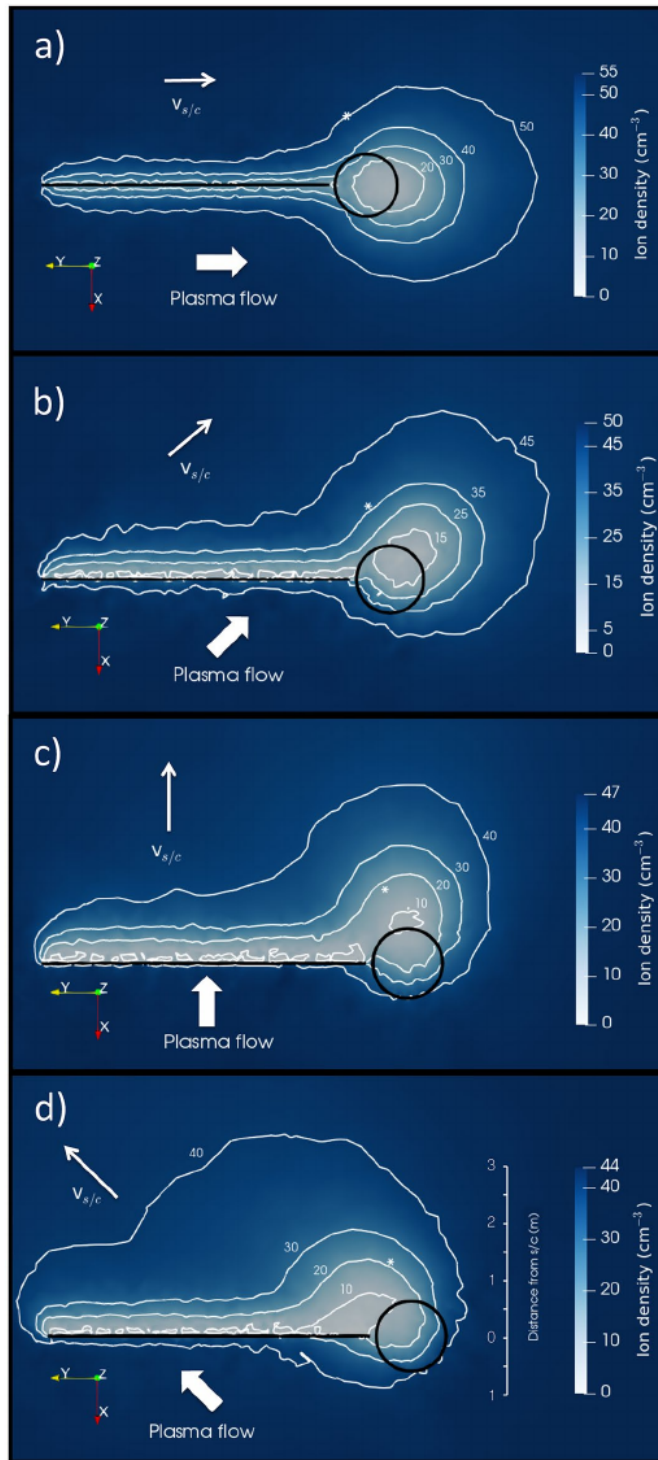 a)
v_{s/c}
*
50
40
30
20
Y
Z
X
Plasma flow
55
50
40
30
20
10
0
Ion density (cm⁻³)
b)
v_{s/c}
*
45
35
25
15
Y
Z
X
Plasma flow
50
45
35
25
15
5
0
Ion density (cm⁻³)
c)
v_{s/c}
*
40
30
20
10
Y
Z
X
Plasma flow
47
40
30
20
10
0
Ion density (cm⁻³)
d)
v_{s/c}
*
40
30
20
10
Y
Z
X
Plasma flow
3
2
1
0
1
Distance from s/c (m)
44
40
30
20
10
0
Ion density (cm⁻³)